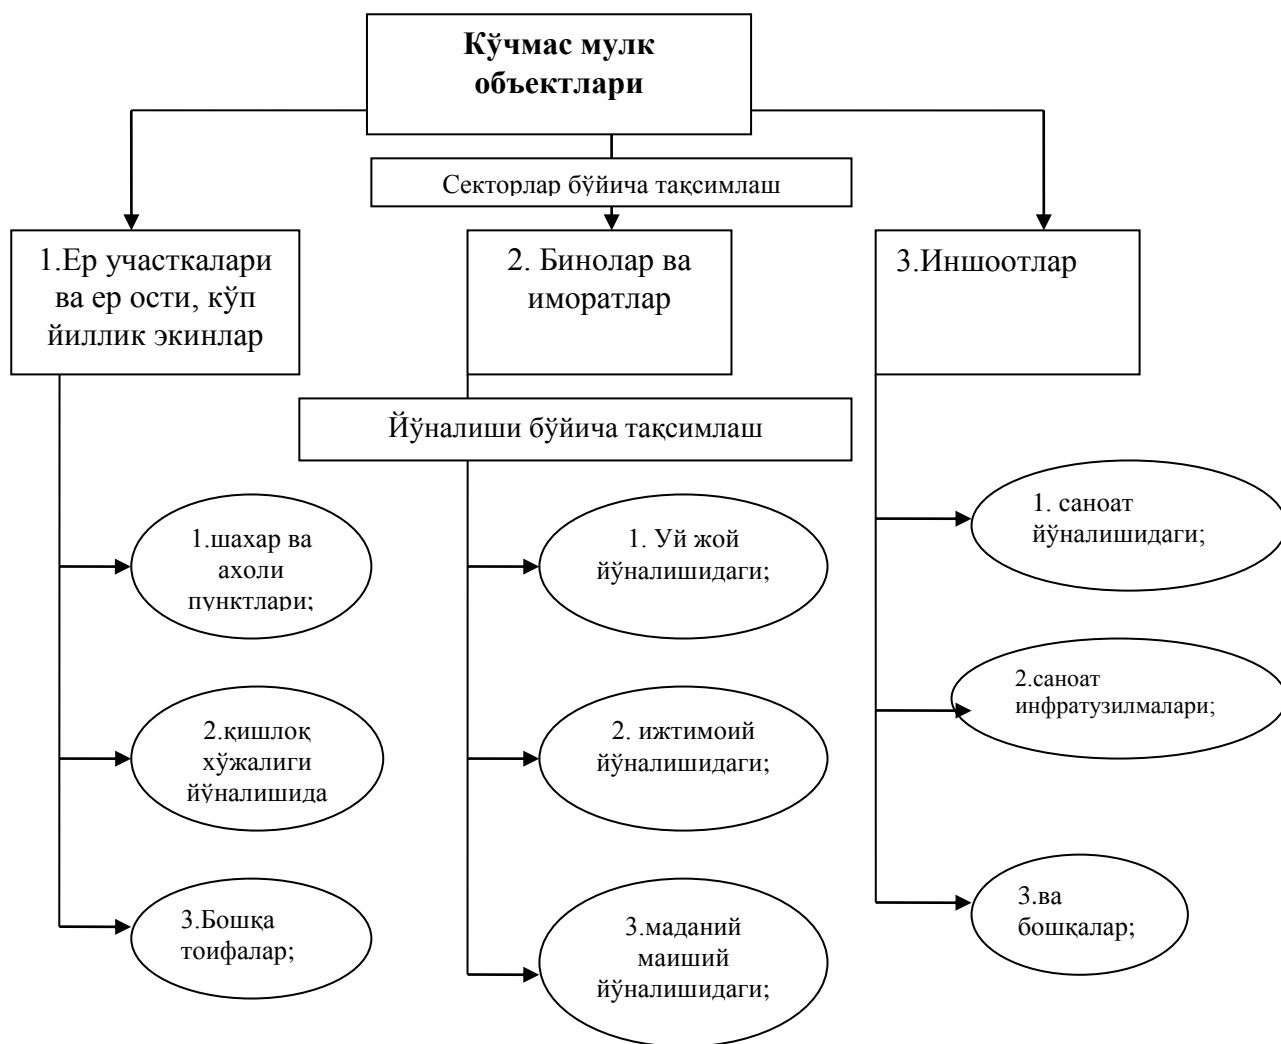 Кўчмас мулк
объектлари
Секторлар бўйича тақсимлаш
1.Ер участкалари
ва ер ости, кўп
йиллик экинлар
2. Бинолар ва
иморатлар
3.Иншоотлар
Йўналиши бўйича тақсимлаш
1.шахар ва
ахоли
пунктлари;
2.қишлоқ
хўжалиги
йўналишида
3.Бошқа
тоифалар;
1. Уй жой
йўналишидаги;
2. ижтимоий
йўналишидаги;
3.маданий
маиший
йўналишидаги;
1. саноат
йўналишидаги;
2.саноат
инфратузилмалари;
3.ва
бошқалар;